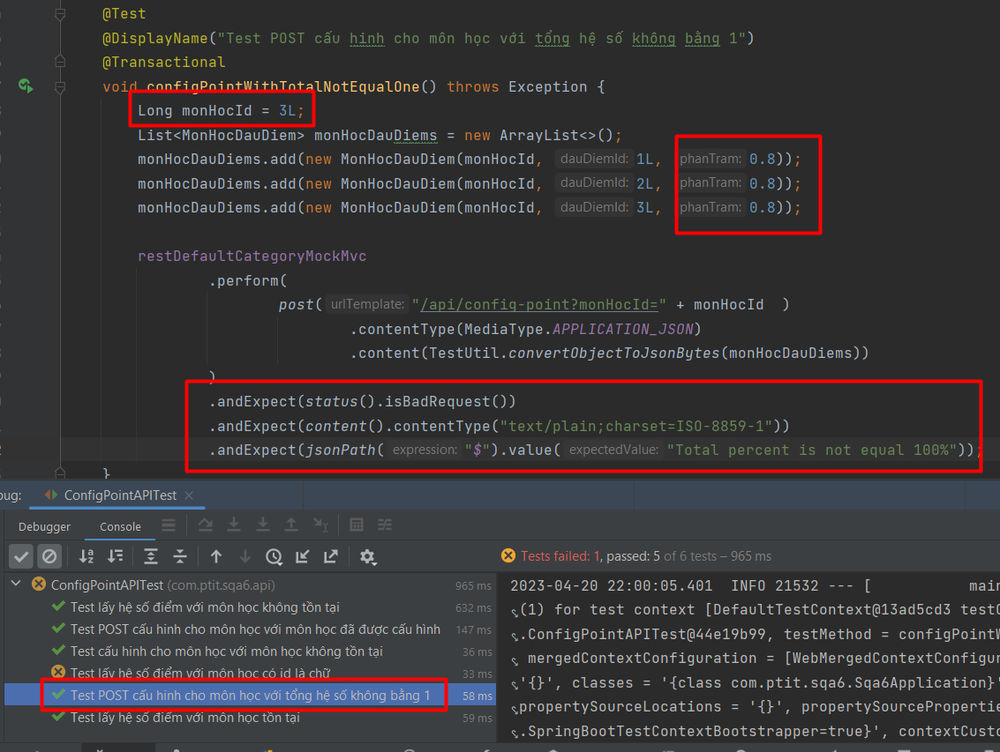 @Test
@DisplayName("Test POST cấu hinh cho môn học với tổng hệ số không bằng 1")
@Transactional
void configPointWithTotalNotEqualOne() throws Exception {
Long monHocId = 3L;
List<MonHocDauDiem> monHocDauDiems = new ArrayList<>();
monHocDauDiems.add(new MonHocDauDiem(monHocId, dauDiemId: 1L, phanTram: 0.8));
monHocDauDiems.add(new MonHocDauDiem(monHocId, dauDiemId: 2L, phanTram: 0.8));
monHocDauDiems.add(new MonHocDauDiem(monHocId, dauDiemId: 3L, phanTram: 0.8));
restDefaultCategoryMockMvc
.perform(
post( urlTemplate: "/api/config-point?monHocId=" + monHocId )
.contentType(MediaType.APPLICATION_JSON)
.content(TestUtil.convertObjectToJsonBytes(monHocDauDiems))
)
.andExpect(status().isBadRequest())
.andExpect(content().contentType("text/plain;charset=ISO-8859-1"))
.andExpect(jsonPath( expression: "$").value( expectedValue: "Total percent is not equal 100%"));
}
bug: ConfigPointAPITest
Debugger Console
Tests failed: 1, passed: 5 of 6 tests – 965 ms
ConfigPointAPITest (com.ptit.sqa6.api) 965 ms
Test lấy hệ số điểm với môn học không tồn tại 632 ms
Test POST cấu hinh cho môn học với môn học đã được cấu hình 147 ms
Test cấu hinh cho môn học với môn học không tồn tại 36 ms
Test lấy hệ số điểm với môn học có id là chữ 33 ms
Test POST cấu hinh cho môn học với tổng hệ số không bằng 1 58 ms
Test lấy hệ số điểm với môn học tồn tại 59 ms
2023-04-20 22:00:05.401 INFO 21532 --- [ mai
(1) for test context [DefaultTestContext@13ad5cd3 test
.ConfigPointAPITest@44e19b99, testMethod = configPoint
mergedContextConfiguration = [WebMergedContextConfigur
'{}', classes = '{class com.ptit.sqa6.Sqa6Application}'
propertySourceLocations = '{}', propertySourceProperti
.SpringBootTestContextBootstrapper=true}', contextCusto